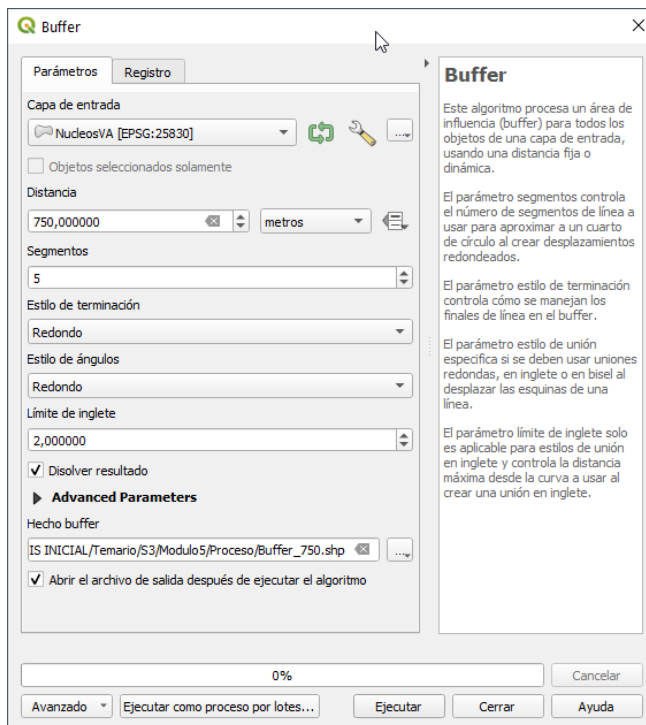 Buffer
Parámetros
Registro
Capa de entrada
NucleosVA [EPSG:25830]
...
Objetos seleccionados solamente
Distancia
750,000000
metros
Segmentos
5
Estilo de terminación
Redondo
Estilo de ángulos
Redondo
Límite de inglete
2,000000
Disolver resultado
Advanced Parameters
Hecho buffer
IS INICIAL/Temario/S3/Modulo5/Proceso/Buffer_750.shp
...
Abrir el archivo de salida después de ejecutar el algoritmo
Buffer
Este algoritmo procesa un área de
influencia (buffer) para todos los
objetos de una capa de entrada,
usando una distancia fija o
dinámica.
El parámetro segmentos controla
el número de segmentos de línea a
usar para aproximar a un cuarto
de círculo al crear desplazamientos
redondeados.
El parámetro estilo de terminación
controla cómo se manejan los
finales de línea en el buffer.
El parámetro estilo de unión
especifica si se deben usar uniones
redondas, en inglete o en bisel al
desplazar las esquinas de una
línea.
El parámetro límite de inglete solo
es aplicable para estilos de unión
en inglete y controla la distancia
máxima desde la curva a usar al
crear una unión en inglete.
0%
Cancelar
Avanzado
Ejecutar como proceso por lotes...
Ejecutar
Cerrar
Ayuda